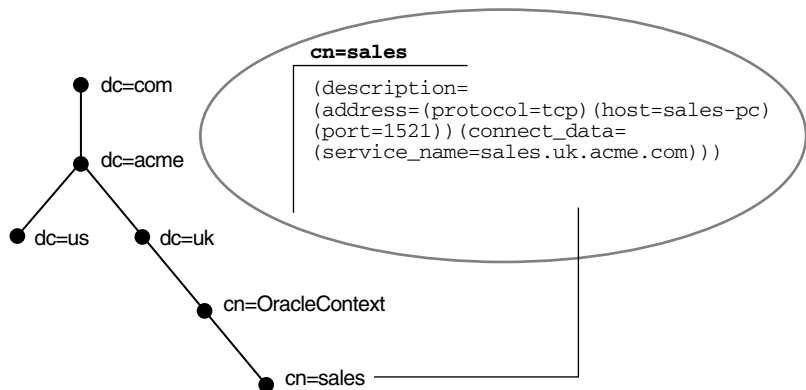 cn=sales
(description=
(address=(protocol=tcp)(host=sales-pc)
(port=1521))(connect_data=
(service_name=sales.uk.acme.com)))
dc=com
dc=acme
dc=us
dc=uk
cn=OracleContext
cn=sales